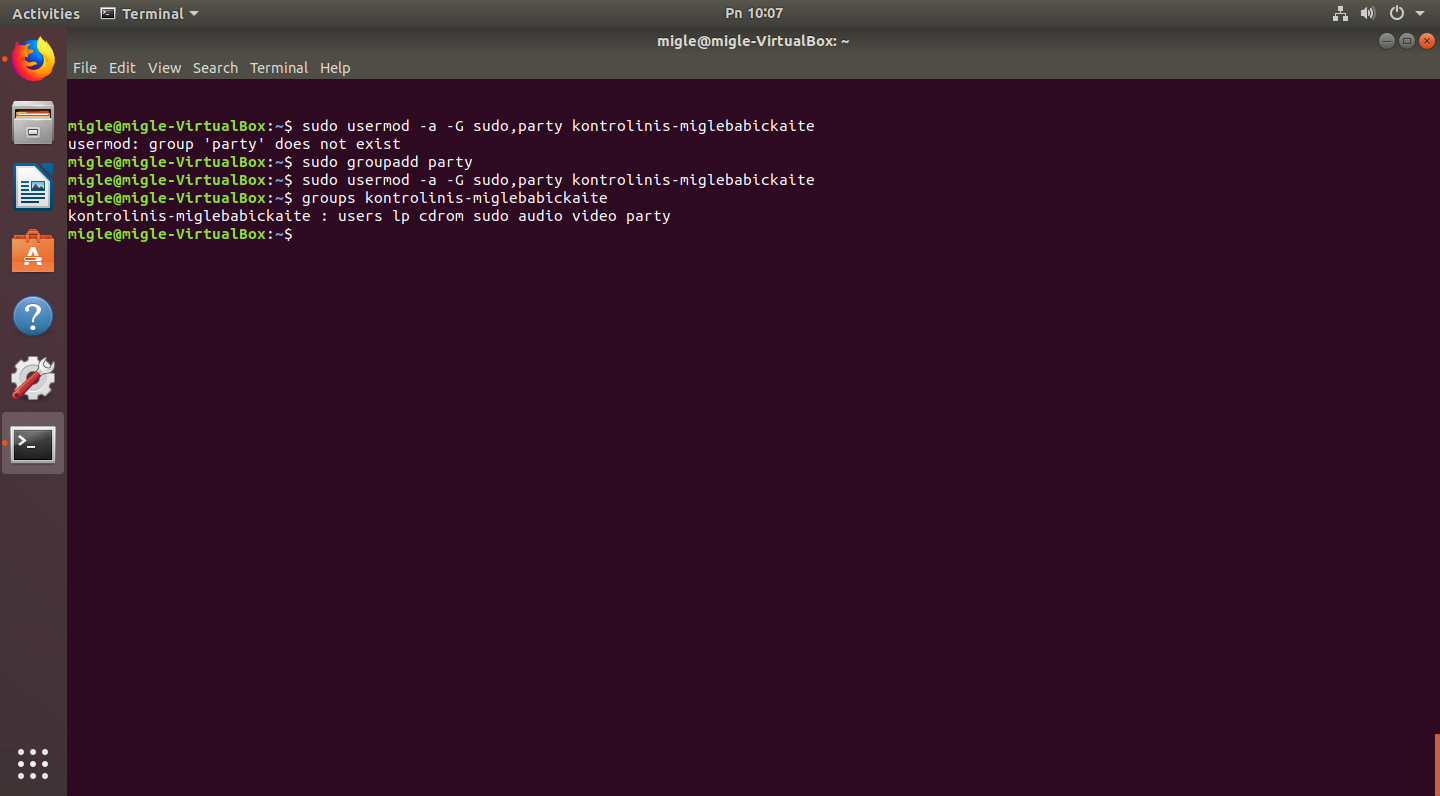 Activities
Terminal
Pn 10:07
migle@migle-VirtualBox: ~
File Edit View Search Terminal Help
migle@migle-VirtualBox:~$ sudo usermod -a -G sudo,party kontrolinis-miglebabickaite
usermod: group 'party' does not exist
migle@migle-VirtualBox:~$ sudo groupadd party
migle@migle-VirtualBox:~$ sudo usermod -a -G sudo,party kontrolinis-miglebabickaite
migle@migle-VirtualBox:~$ groups kontrolinis-miglebabickaite
kontrolinis-miglebabickaite : users lp cdrom sudo audio video party
migle@migle-VirtualBox:~$